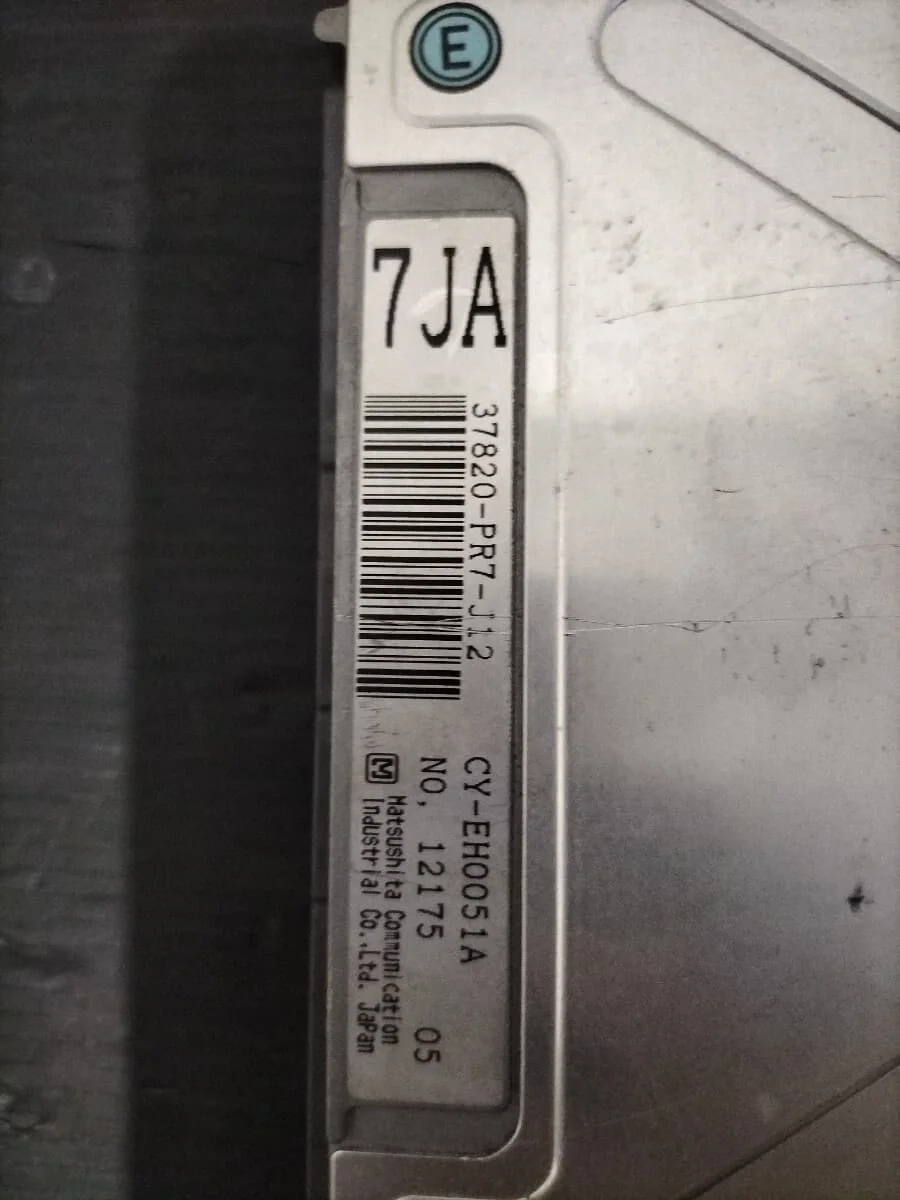 E
7JA
37820-PR7-J12
CY-EH0051A
NO, 12175 05
M Matsushita Communication
Industrial Co.,Ltd. Japan